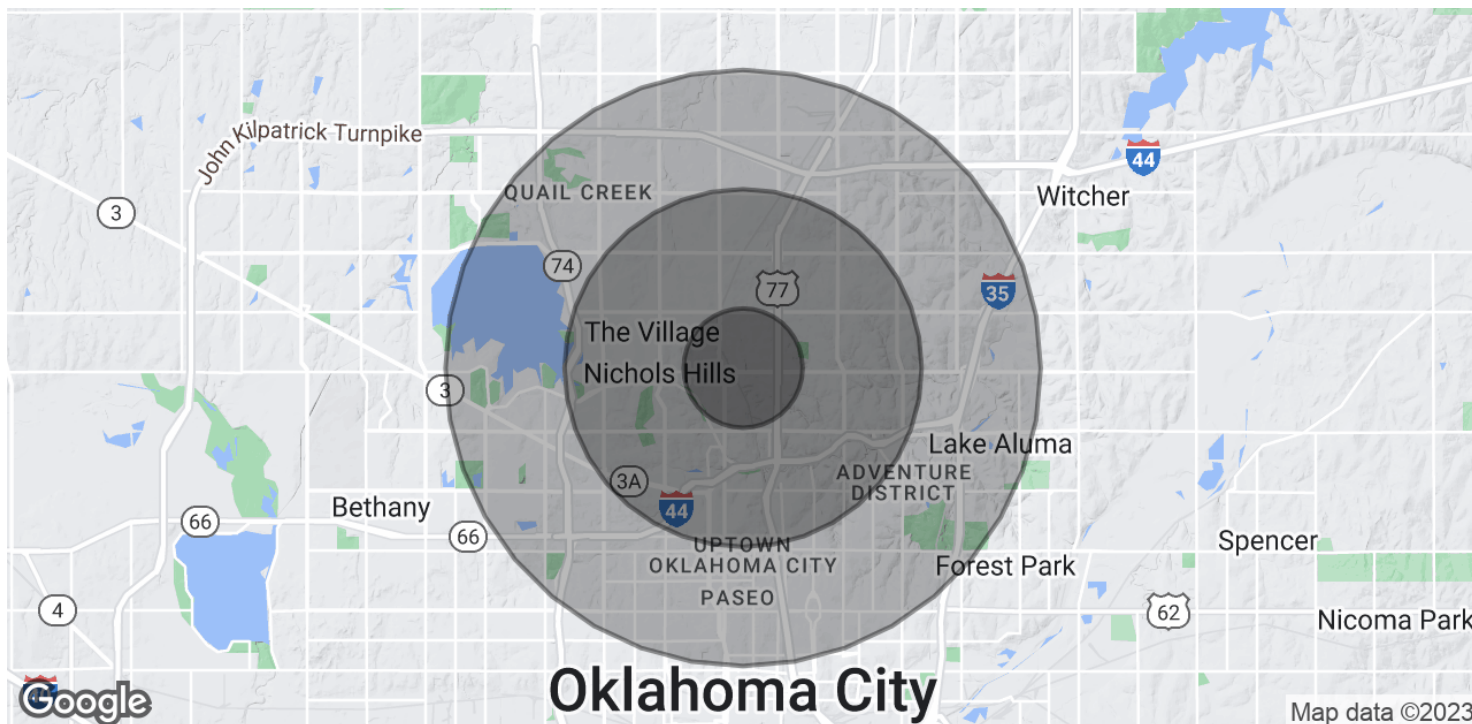 John Kilpatrick Turnpike
44
3
QUAIL CREEK
Witcher
74
77
35
The Village
Nichols Hills
3
Lake Aluma
ADVENTURE
DISTRICT
3A
44
Bethany
66
66
UPTOWN
OKLAHOMA CITY
Spencer
Forest Park
PASEO
4
62
Nicoma Park
Oklahoma City
Google
Map data ©2023